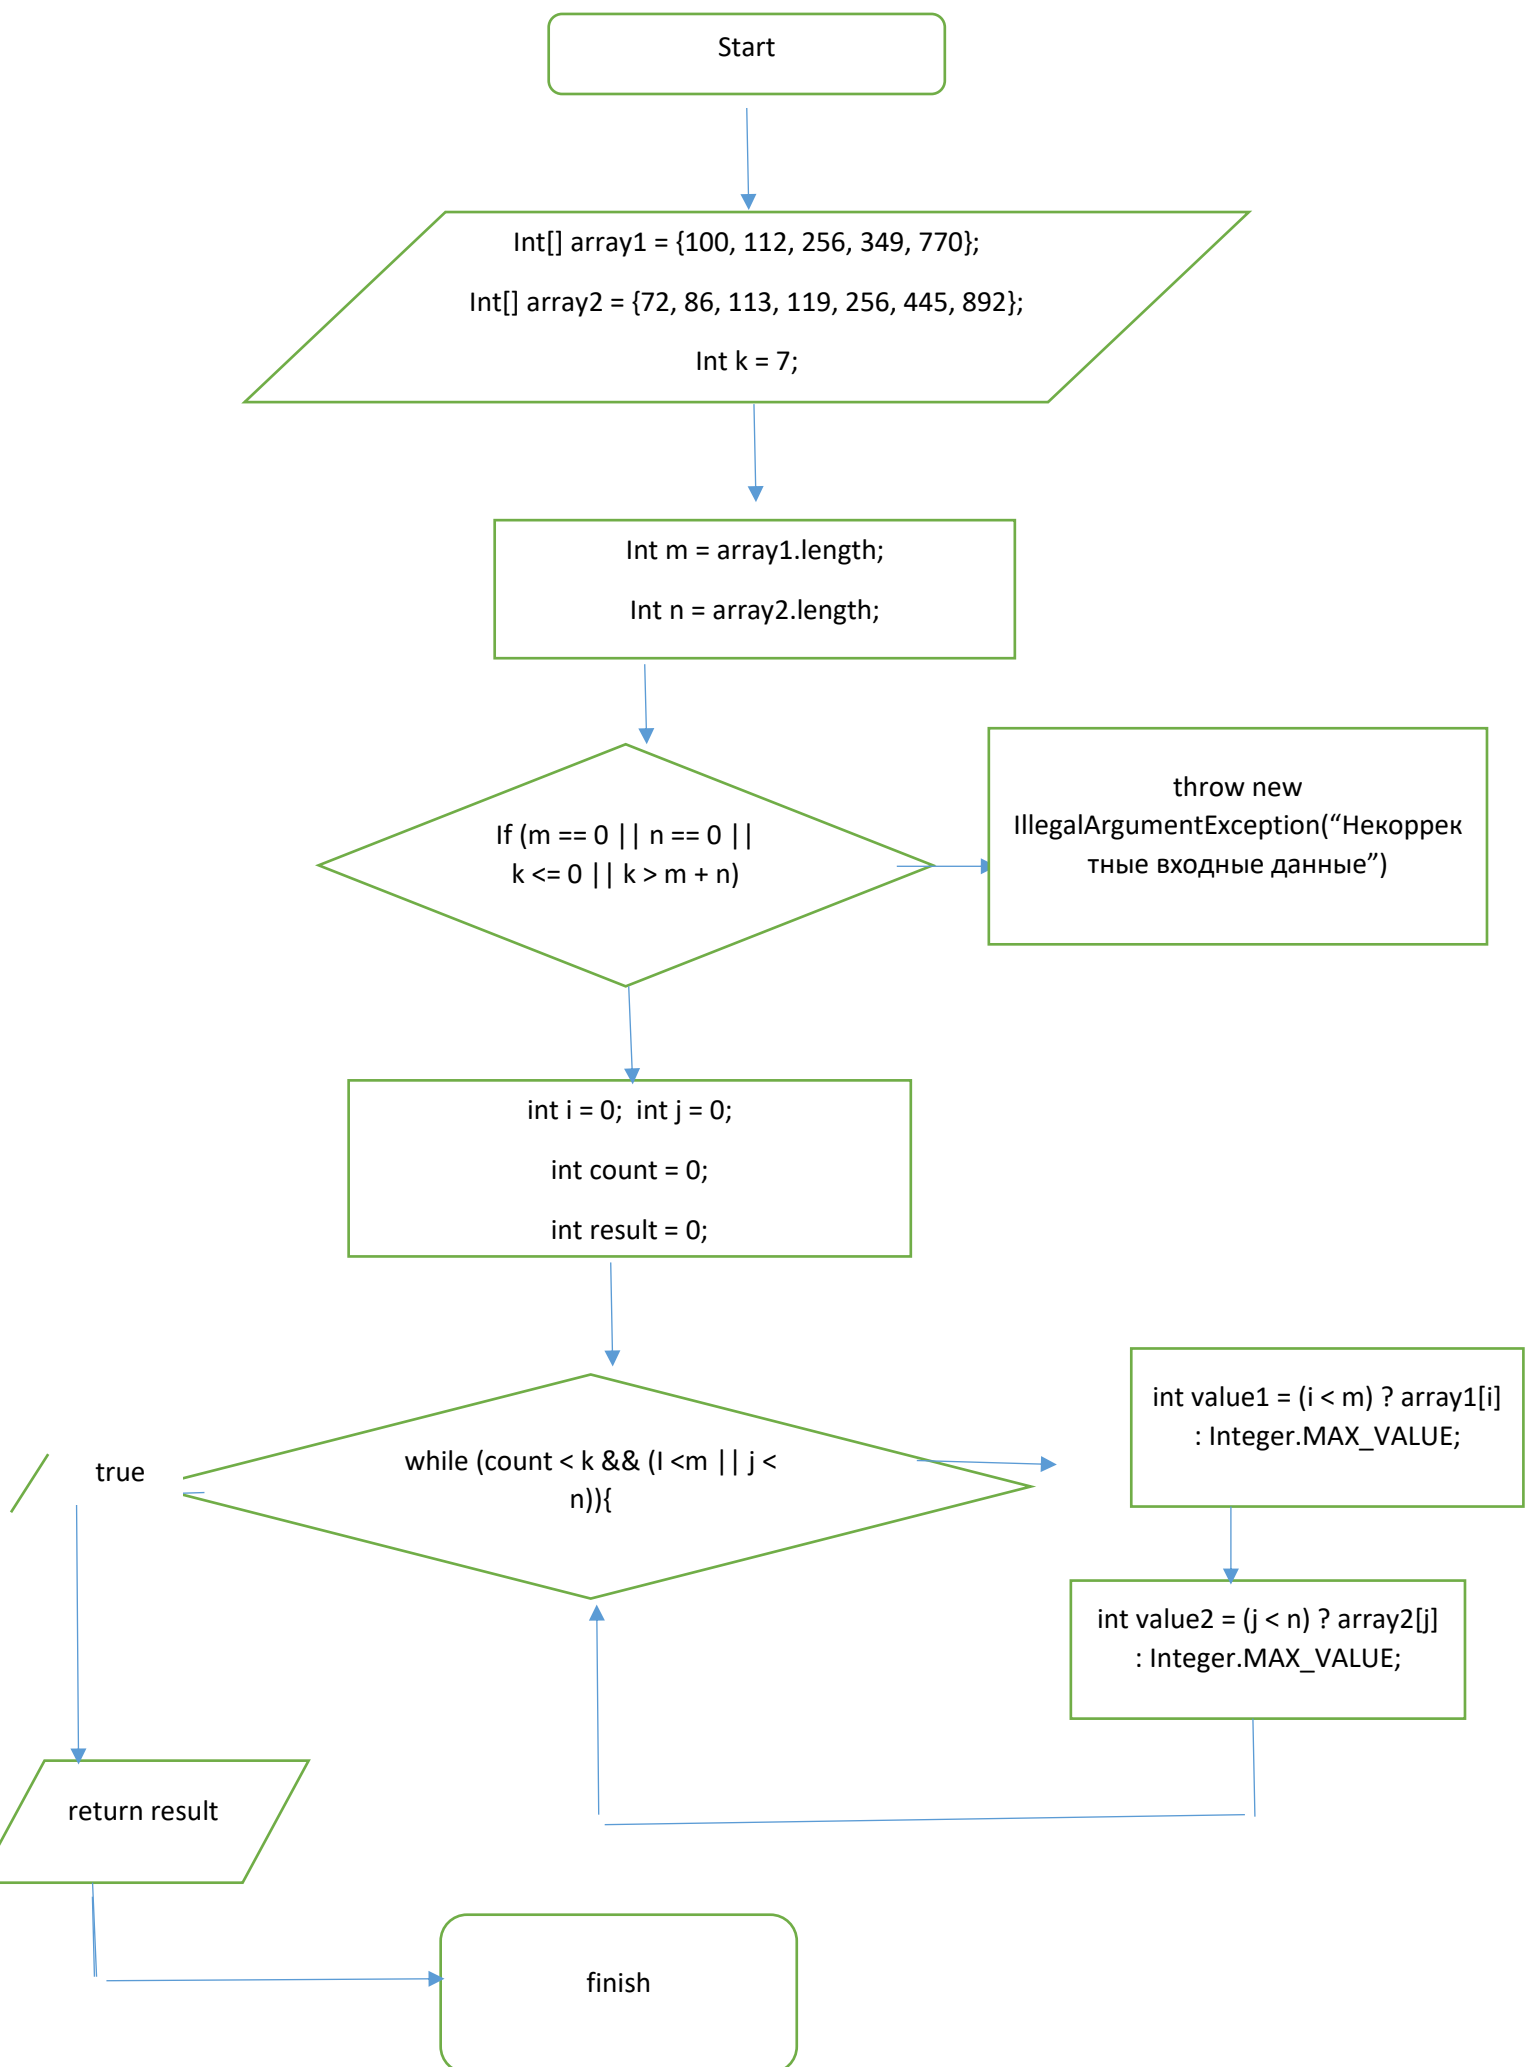 Start
Int[] array1 = {100, 112, 256, 349, 770};
Int[] array2 = {72, 86, 113, 119, 256, 445, 892};
Int k = 7;
Int m = array1.length;
Int n = array2.length;
If (m == 0 || n == 0 ||
k <= 0 || k > m + n)
throw new
IllegalArgumentException(“Некоррек
тные входные данные”)
int i = 0;  int j = 0;
int count = 0;
int result = 0;
while (count < k && (I <m || j <
n)){
true
int value1 = (i < m) ? array1[i]
: Integer.MAX_VALUE;
int value2 = (j < n) ? array2[j]
: Integer.MAX_VALUE;
return result
finish